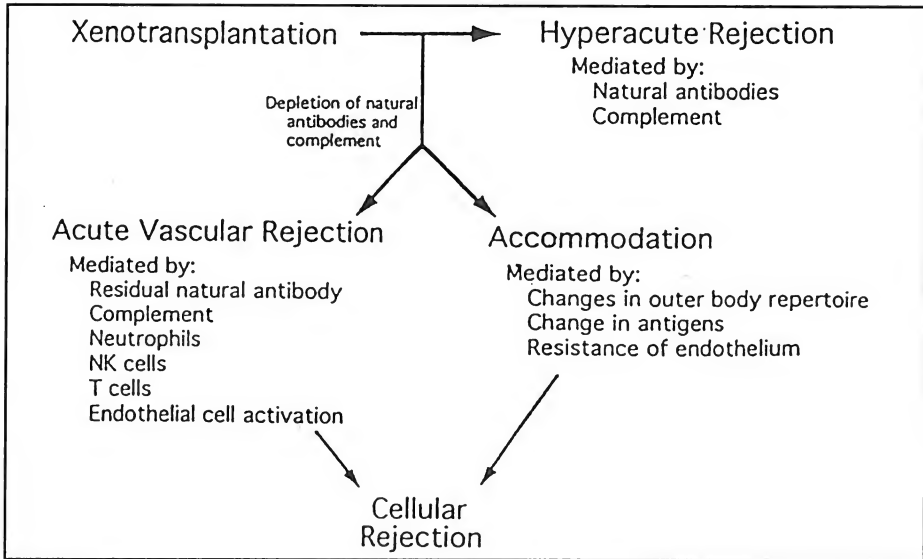 Xenotransplantation
Hyperacute Rejection
Mediated by:
Natural antibodies
Complement
Depletion of natural
antibodies and
complement
Acute Vascular Rejection
Mediated by:
Residual natural antibody
Complement
Neutrophils
NK cells
T cells
Endothelial cell activation
Accommodation
Mediated by:
Changes in outer body repertoire
Change in antigens
Resistance of endothelium
Cellular
Rejection